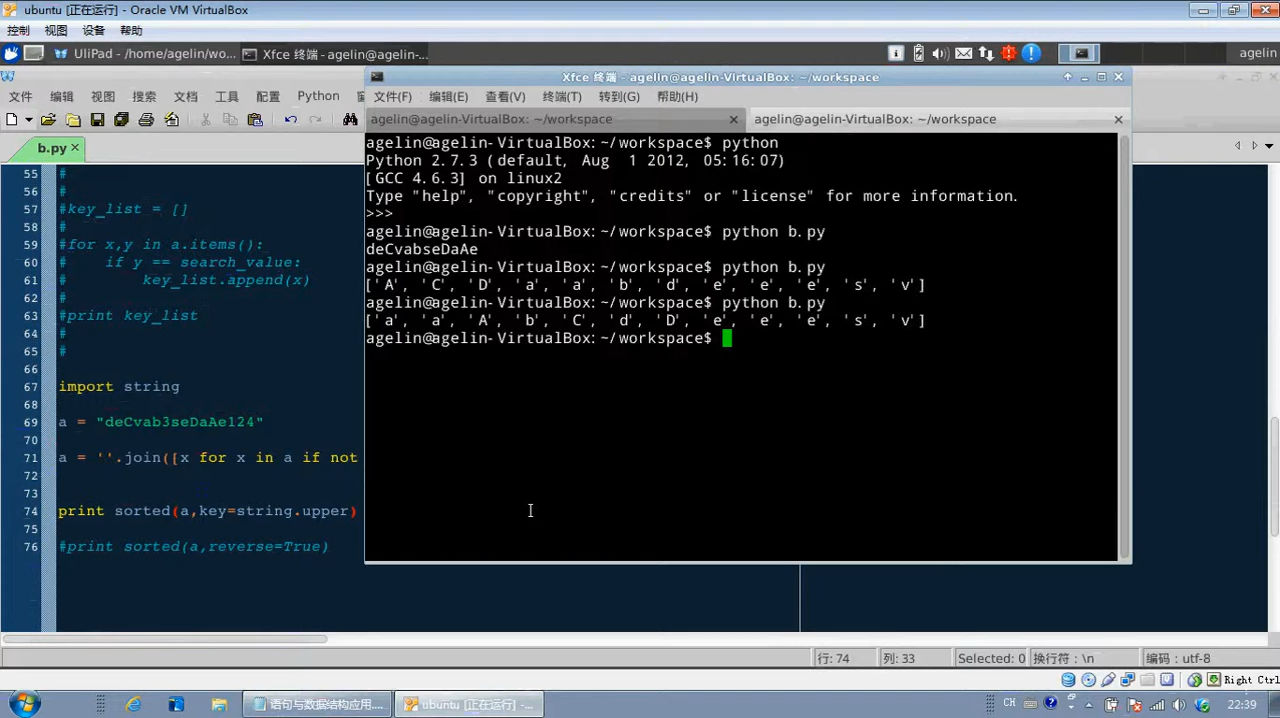 ubuntu [正在运行] - Oracle VM VirtualBox
控制 视图 设备 帮助
UliPad - /home/agelin/wo... Xfce 终端 - agelin@agelin-... agelin
Xfce 终端 - agelin@agelin-VirtualBox: ~/workspace
文件 编辑 视图 搜索 文档 工具 配置 Python
文件(F) 编辑(E) 查看(V) 终端(T) 转到(G) 帮助(H)
agelin@agelin-VirtualBox: ~/workspace agelin@agelin-VirtualBox: ~/workspace
b.py
55 #
56 #
57 #key_list = []
58 #
59 #for x,y in a.items():
60 #    if y == search_value:
61 #        key_list.append(x)
62 #
63 #print key_list
64 #
65 #
66
67 import string
68
69 a = "deCvab3seDaAe124"
70
71 a = ''.join([x for x in a if not
72
73
74 print sorted(a,key=string.upper)
75
76 #print sorted(a,reverse=True)
agelin@agelin-VirtualBox:~/workspace$ python
Python 2.7.3 (default, Aug  1 2012, 05:16:07)
[GCC 4.6.3] on linux2
Type "help", "copyright", "credits" or "license" for more information.
>>>
agelin@agelin-VirtualBox:~/workspace$ python b.py
deCvabseDaAe
agelin@agelin-VirtualBox:~/workspace$ python b.py
['A', 'C', 'D', 'a', 'a', 'b', 'd', 'e', 'e', 'e', 's', 'v']
agelin@agelin-VirtualBox:~/workspace$ python b.py
['a', 'a', 'A', 'b', 'C', 'd', 'D', 'e', 'e', 'e', 's', 'v']
agelin@agelin-VirtualBox:~/workspace$
行: 74 列: 33 Selected: 0 换行符: \n 编码: utf-8
Right Ctrl
语句与数据结构应用... ubuntu [正在运行] -... CH 22:39